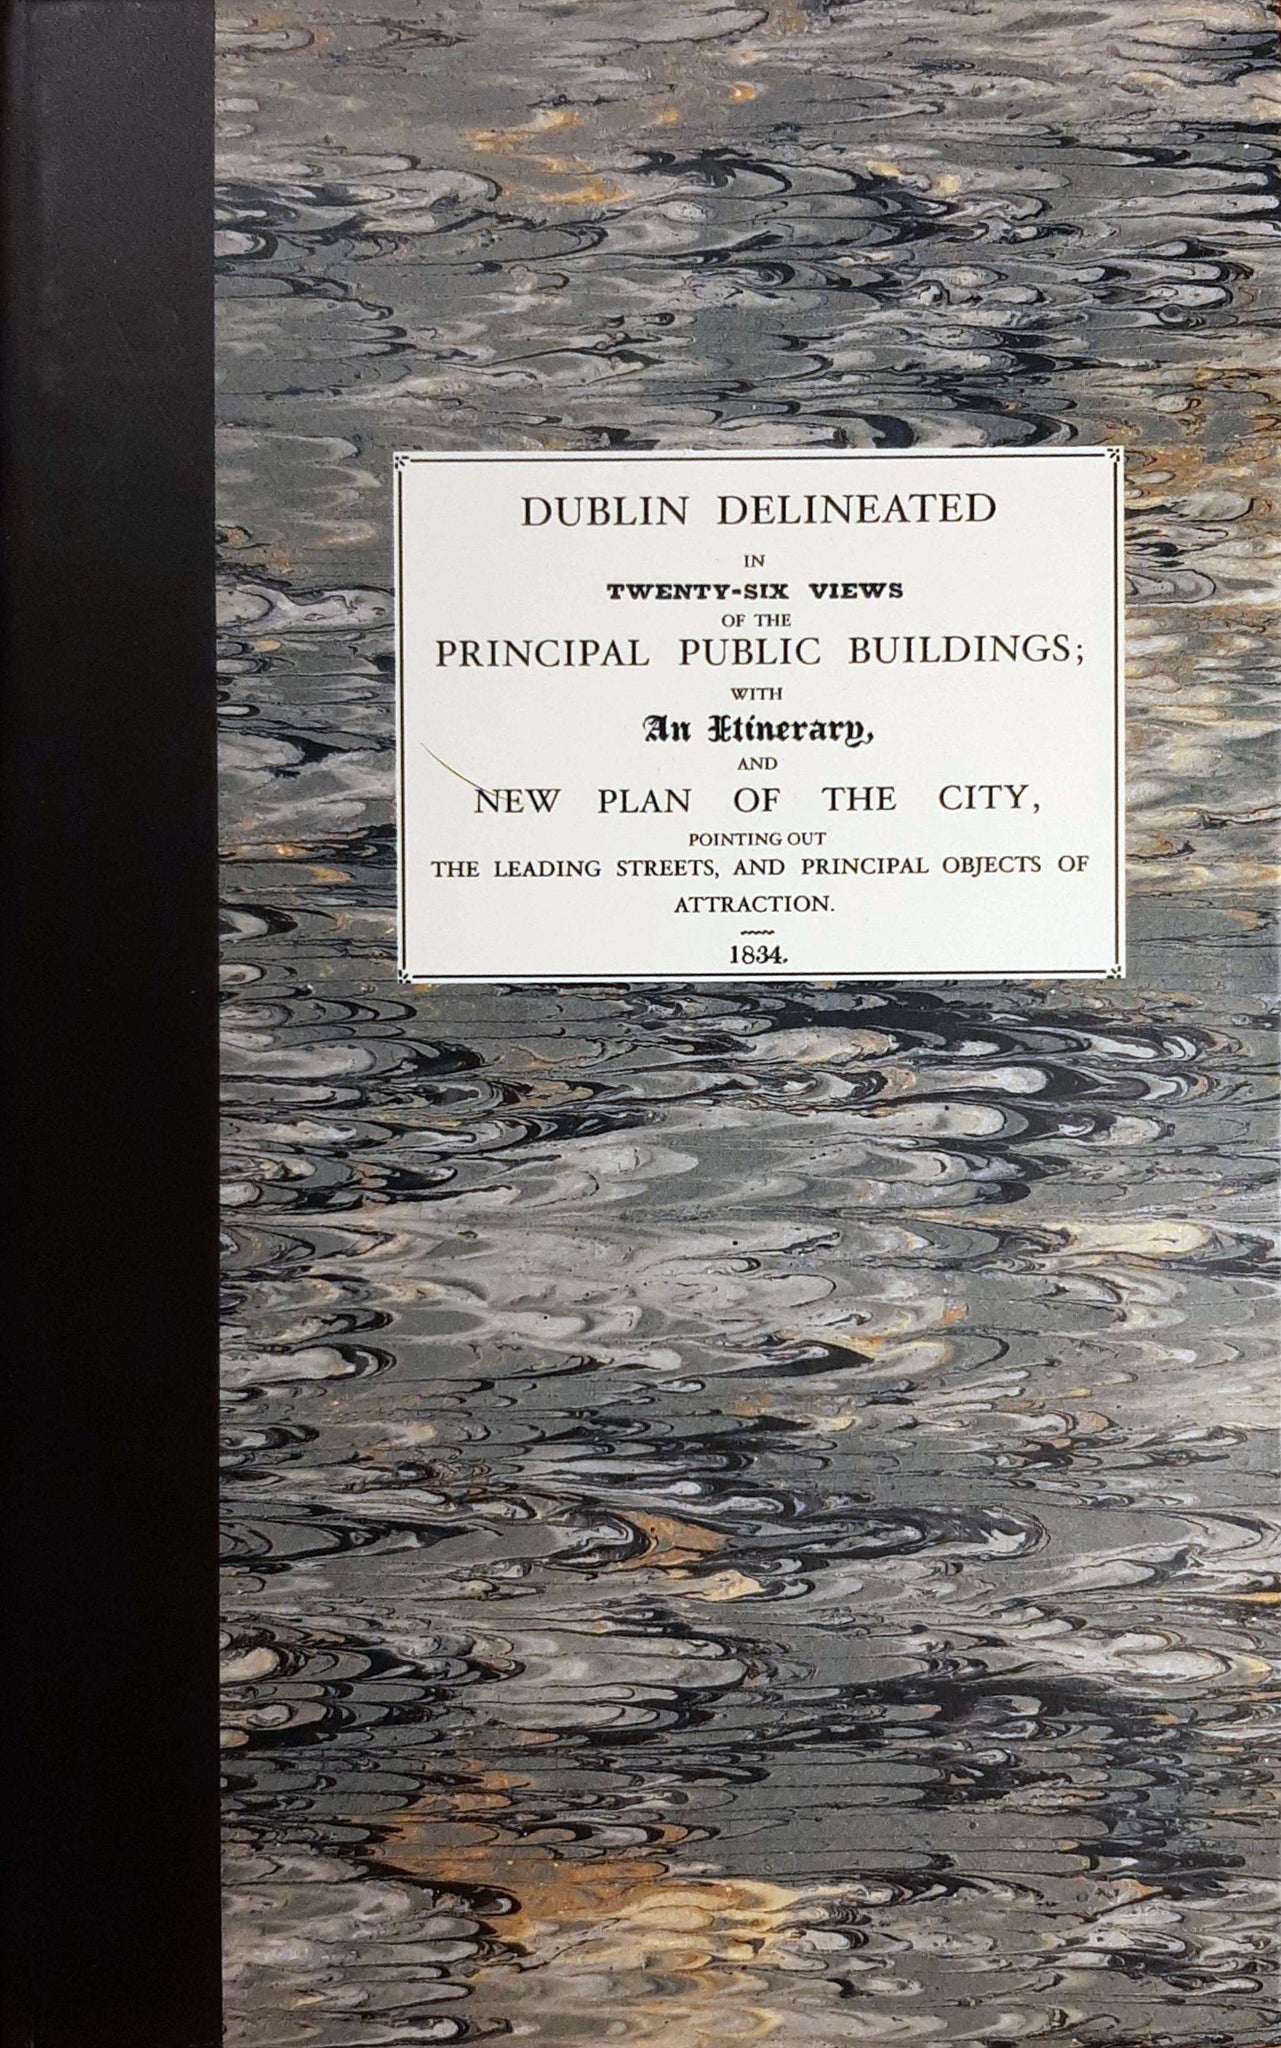 DUBLIN DELINEATED
IN
TWENTY-SIX VIEWS
OF THE
PRINCIPAL PUBLIC BUILDINGS;
WITH
An Itinerary,
AND
NEW PLAN OF THE CITY,
POINTING OUT
THE LEADING STREETS, AND PRINCIPAL OBJECTS OF
ATTRACTION.
1834.